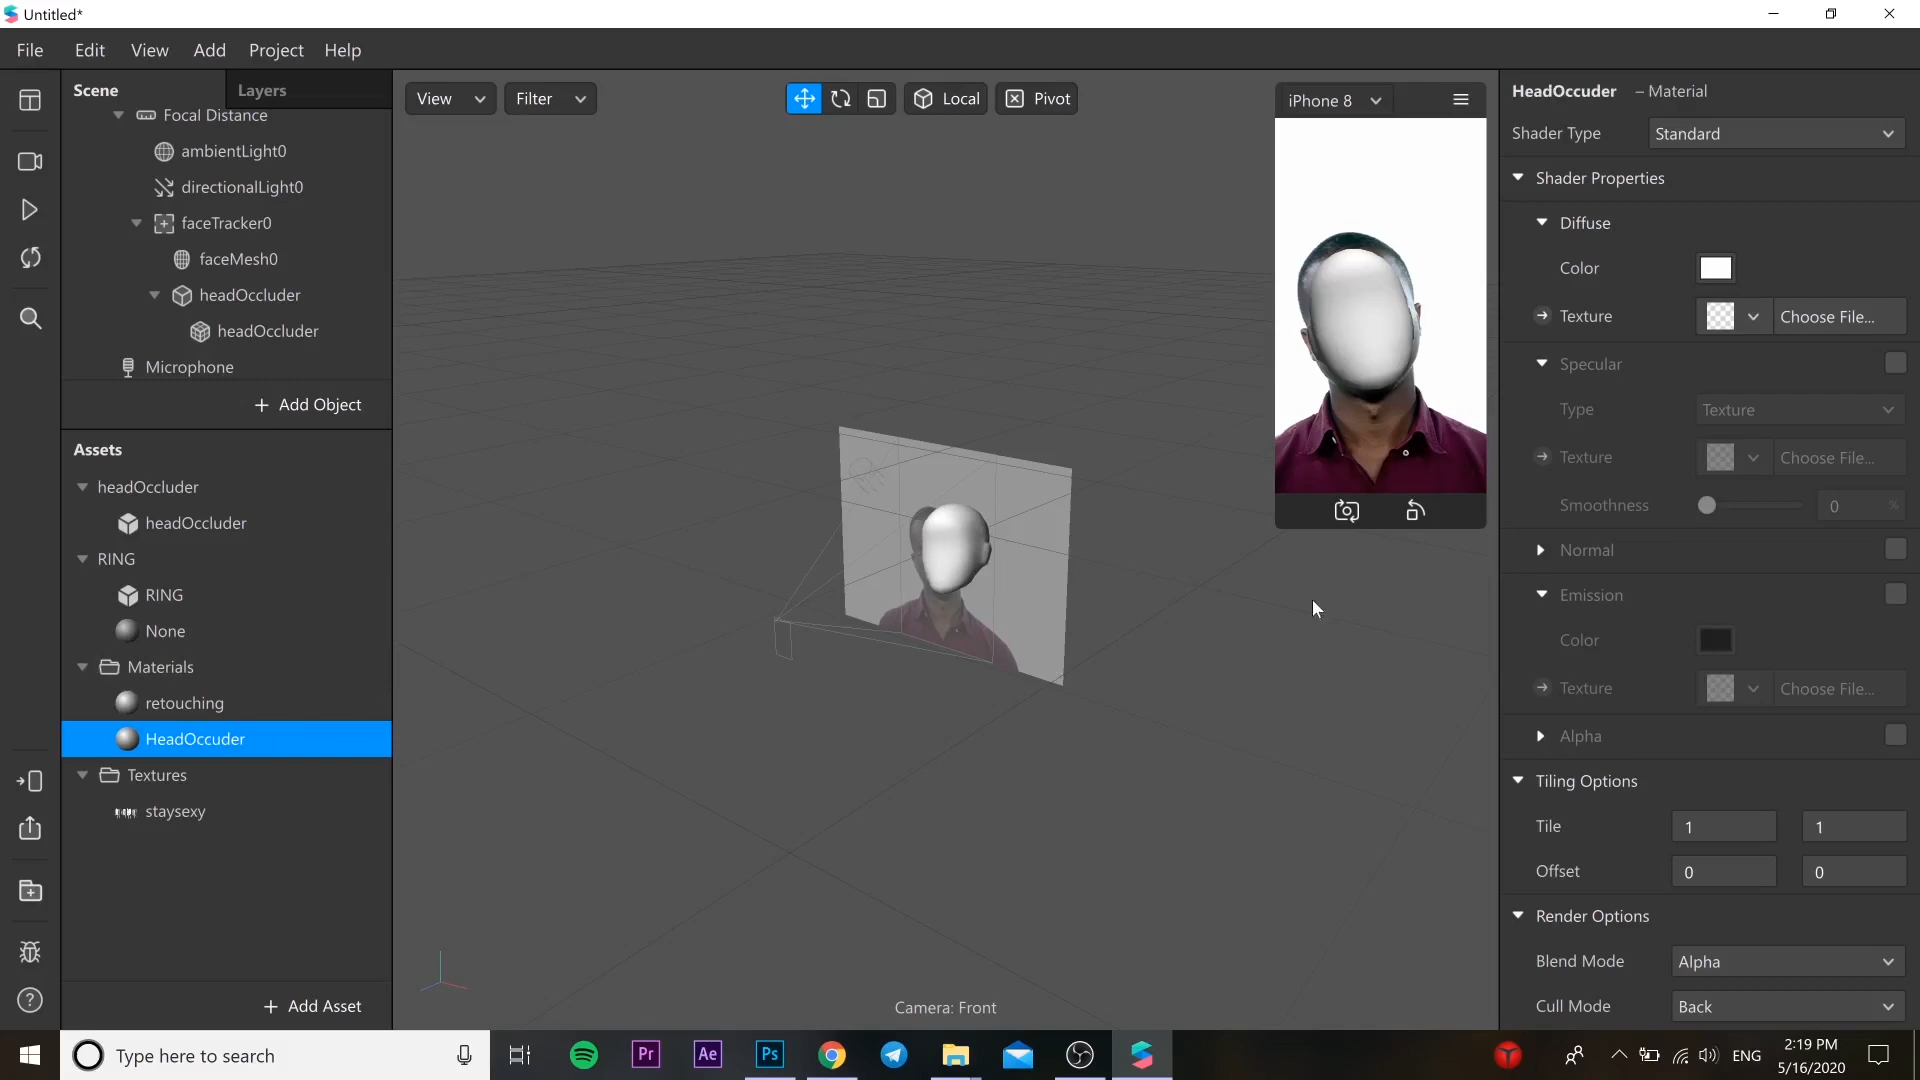 Untitled*
File Edit View Add Project Help
Scene Layers
Focal Distance
ambientLight0
directionalLight0
faceTracker0
faceMesh0
headOccluder
headOccluder
Microphone
+ Add Object
Assets
headOccluder
headOccluder
RING
RING
None
Materials
retouching
HeadOccuder
Textures
staysexy
+ Add Asset
View Filter Local Pivot
iPhone 8
Camera: Front
HeadOccuder – Material
Shader Type Standard
Shader Properties
Diffuse
Color
Texture Choose File...
Specular
Type Texture
Texture Choose File...
Smoothness 0 %
Normal
Emission
Color
Texture Choose File...
Alpha
Tiling Options
Tile 1 1
Offset 0 0
Render Options
Blend Mode Alpha
Cull Mode Back
Type here to search
Pr Ae Ps
ENG
2:19 PM
5/16/2020